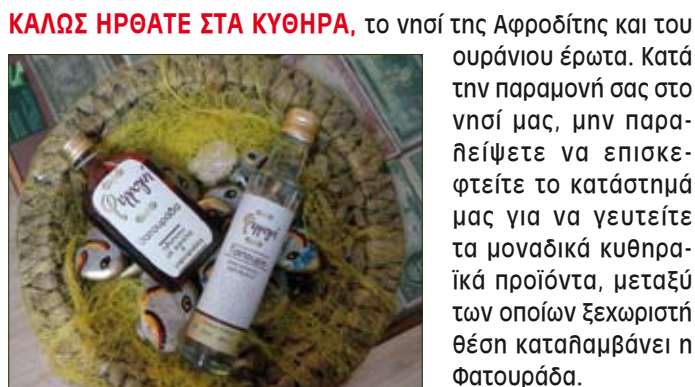 ΚΑΛΩΣ ΗΡΘΑΤΕ ΣΤΑ ΚΥΘΗΡΑ, το νησί της Αφροδίτης και του
ουράνιου έρωτα. Κατά
την παραμονή σας στο
νησί μας, μην παρα-
λείψετε να επισκε-
φτείτε το κατάστημά
μας για να γευτείτε
τα μοναδικά κυθηρα-
ϊκά προϊόντα, μεταξύ
των οποίων ξεχωριστή
θέση καταλαμβάνει η
Φατουράδα.
Φατουράδα